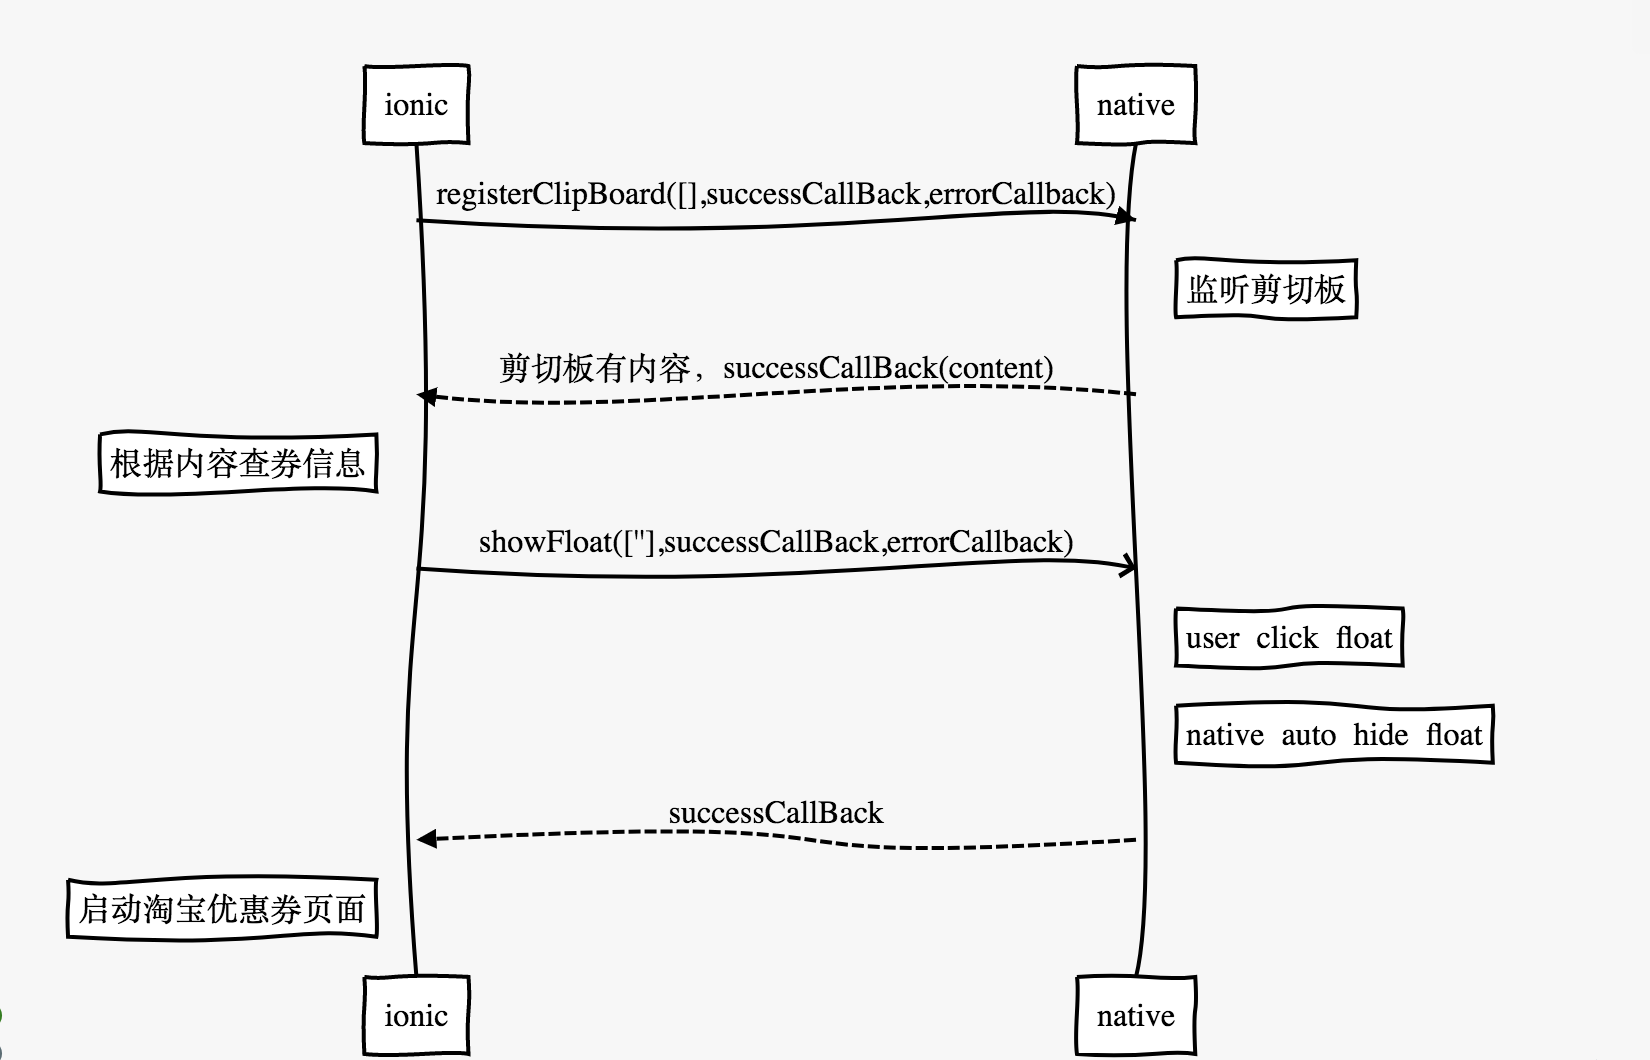 ionic
native
registerClipBoard([],successCallBack,errorCallback)
监听剪切板
剪切板有内容，successCallBack(content)
根据内容查券信息
showFloat([''],successCallBack,errorCallback)
user click float
native auto hide float
successCallBack
启动淘宝优惠券页面
ionic
native